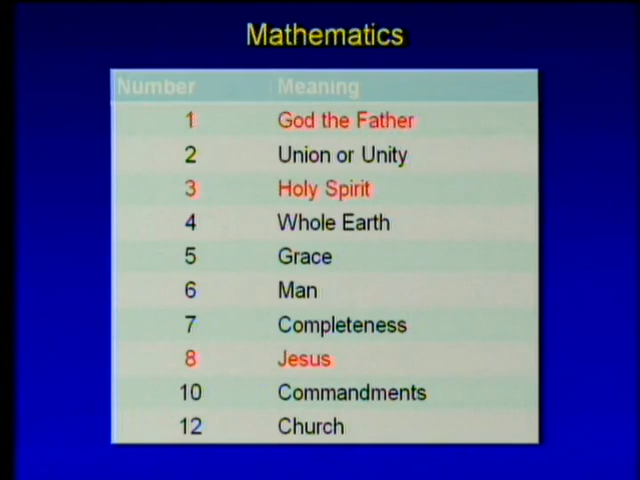 Mathematics
Number Meaning
1 God the Father
2 Union or Unity
3 Holy Spirit
4 Whole Earth
5 Grace
6 Man
7 Completeness
8 Jesus
10 Commandments
12 Church